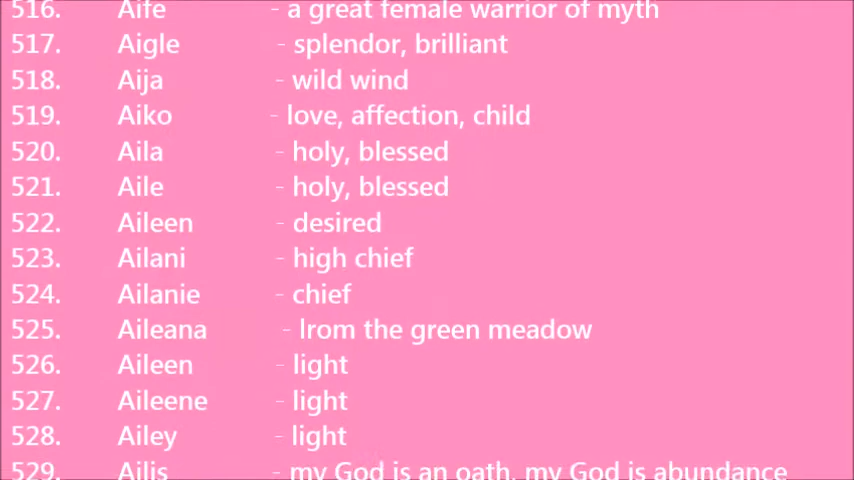 516. Aife - a great female warrior of myth
517. Aigle - splendor, brilliant
518. Aija - wild wind
519. Aiko - love, affection, child
520. Aila - holy, blessed
521. Aile - holy, blessed
522. Aileen - desired
523. Ailani - high chief
524. Ailanie - chief
525. Aileana - lrom the green meadow
526. Aileen - light
527. Aileene - light
528. Ailey - light
529. Ailis - my God is an oath, my God is abundance